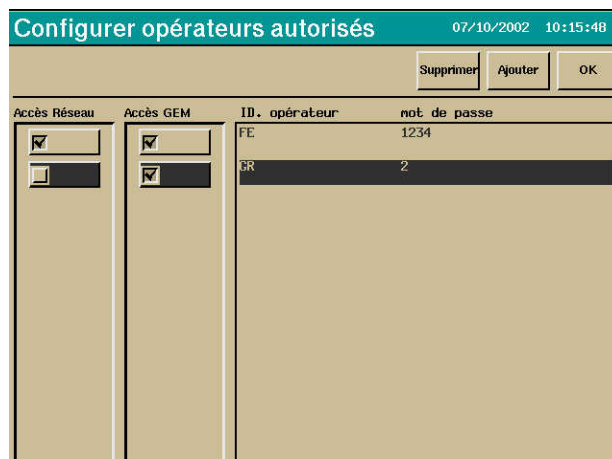 Configurer opérateurs autorisés 07/10/2002 10:15:48
Supprimer Ajouter OK
Accès Réseau Accès GEM ID. opérateur mot de passe
FE 1234
GR 2